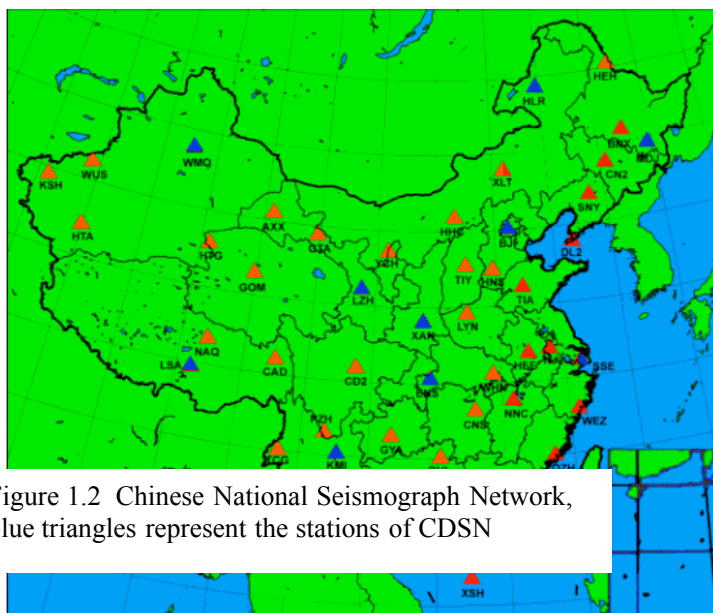 HEH
HLR
BNX
MDJ
WMQ
CN2
WUS
XLT
KSH
SNY
AXX
HHC
HTA
GTA
BJI
DL2
HTG
YCH
GOM
TIY
HNS
LZH
TIA
LYN
XAN
NAQ
HEF
SSE
LSA
CAD
CD2
WHN
ENS
NNC
WEZ
CNS
PZH
GYA
KMI
QZH
igure 1.2 Chinese National Seismograph Network,
lue triangles represent the stations of CDSN
XSH